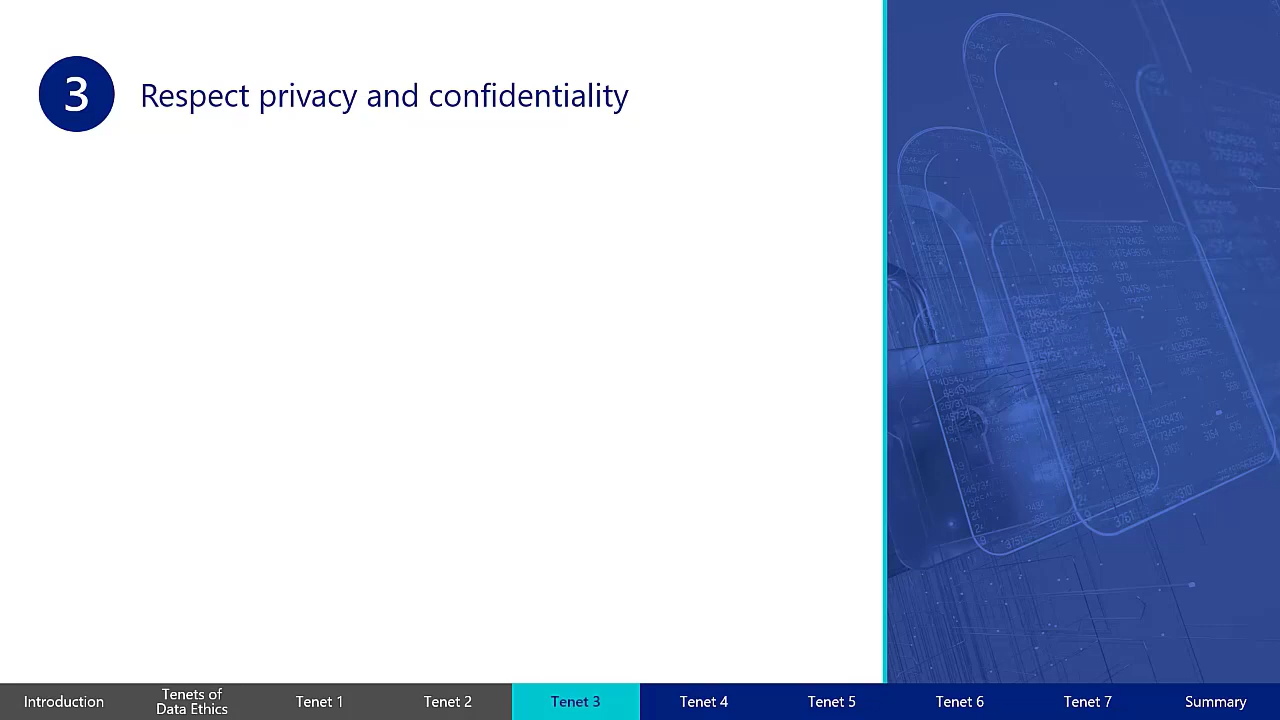 3
Respect privacy and confidentiality
Introduction
Tenets of
Data Ethics
Tenet 1
Tenet 2
Tenet 3
Tenet 4
Tenet 5
Tenet 6
Tenet 7
Summary